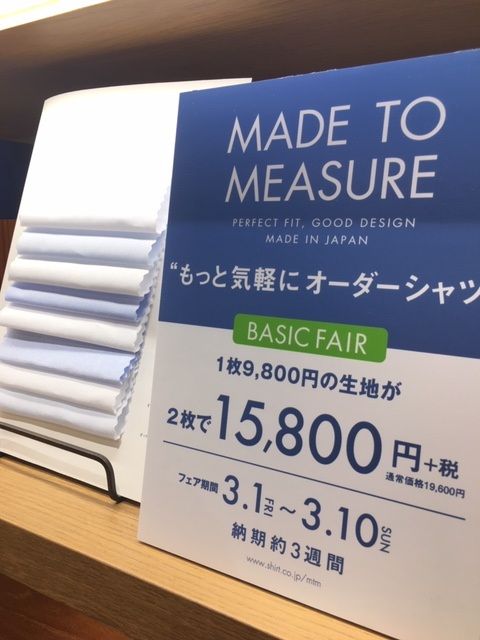 MADE TO
MEASURE
PERFECT FIT, GOOD DESIGN
MADE IN JAPAN
“もっと気軽にオーダーシャツ
BASIC FAIR
1枚9,800円の生地が
2枚で15,800円+税
通常価格19,600円
フェア期間 3.1 FRI ~ 3.10 SUN
納期約3週間
www.shirt.co.jp/mtm